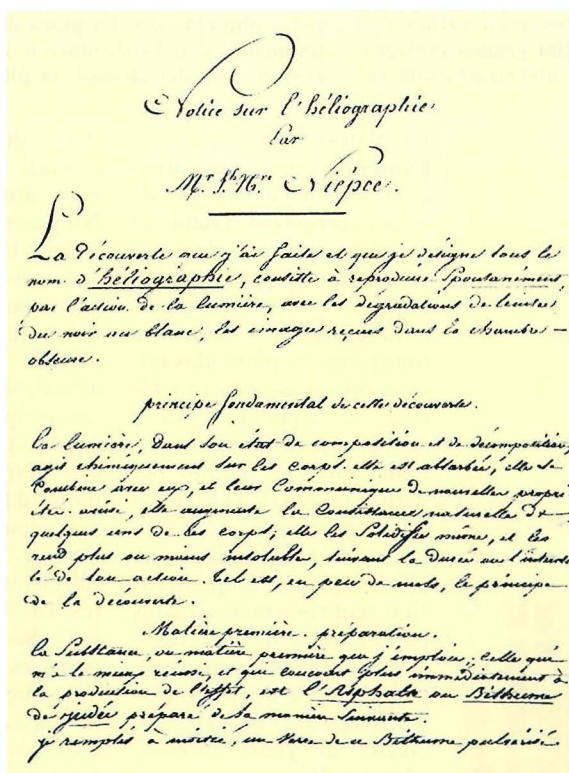 Notice sur l'héliographie
Par
Mr. J. N. Niépce.
La Découverte que j'ai faite et que je désigne sous le
nom d'héliographie, consiste à reproduire Spontanément,
par l'action de la lumière, avec les dégradations de teintes
du noir au blanc, les images reçues dans la chambre
obscure.
principe fondamental de cette découverte.
la lumière, Dans son état de composition et de décomposition,
agit chimiquement sur les corps. elle est absorbée, elle se
Combine avec eux, et leur Communique de nouvelles propri
étés. ainsi, elle augmente la Consistance naturelle de
quelques uns de ces corps; elle les Solidifie même, et les
rend plus ou moins insolubles, suivant la durée ou l'intensi
té de son action. tel est, en peu de mots, le principe
de la découverte.
Matière première. préparation.
la Substance, ou matière première que j'emploie, celle qui
m'a le mieux réussi, et qui concourt plus immédiatement à
la production de l'effet, est l'Asphalte ou Bithume
de judée préparé de la manière Suivante.
je remplis à moitié, un Verre de ce Bithume pulvérisé